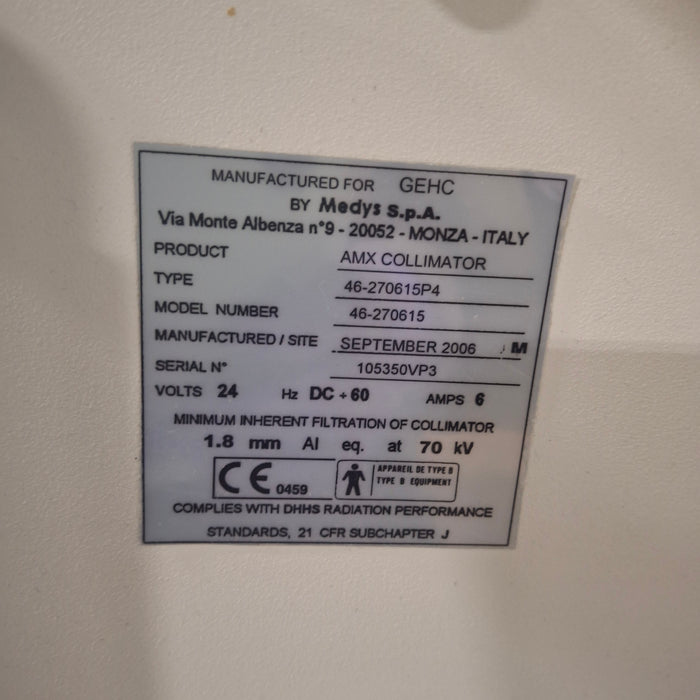 MANUFACTURED FOR GEHC
BY Medys S.p.A.
Via Monte Albenza n°9 - 20052 - MONZA - ITALY
PRODUCT AMX COLLIMATOR
TYPE 46-270615P4
MODEL NUMBER 46-270615
MANUFACTURED / SITE SEPTEMBER 2006 / M
SERIAL N° 105350VP3
VOLTS 24 Hz DC ÷ 60 AMPS 6
MINIMUM INHERENT FILTRATION OF COLLIMATOR
1.8 mm Al eq. at 70 kV
CE 0459
APPAREIL DE TYPE B
TYPE B EQUIPMENT
COMPLIES WITH DHHS RADIATION PERFORMANCE
STANDARDS, 21 CFR SUBCHAPTER J